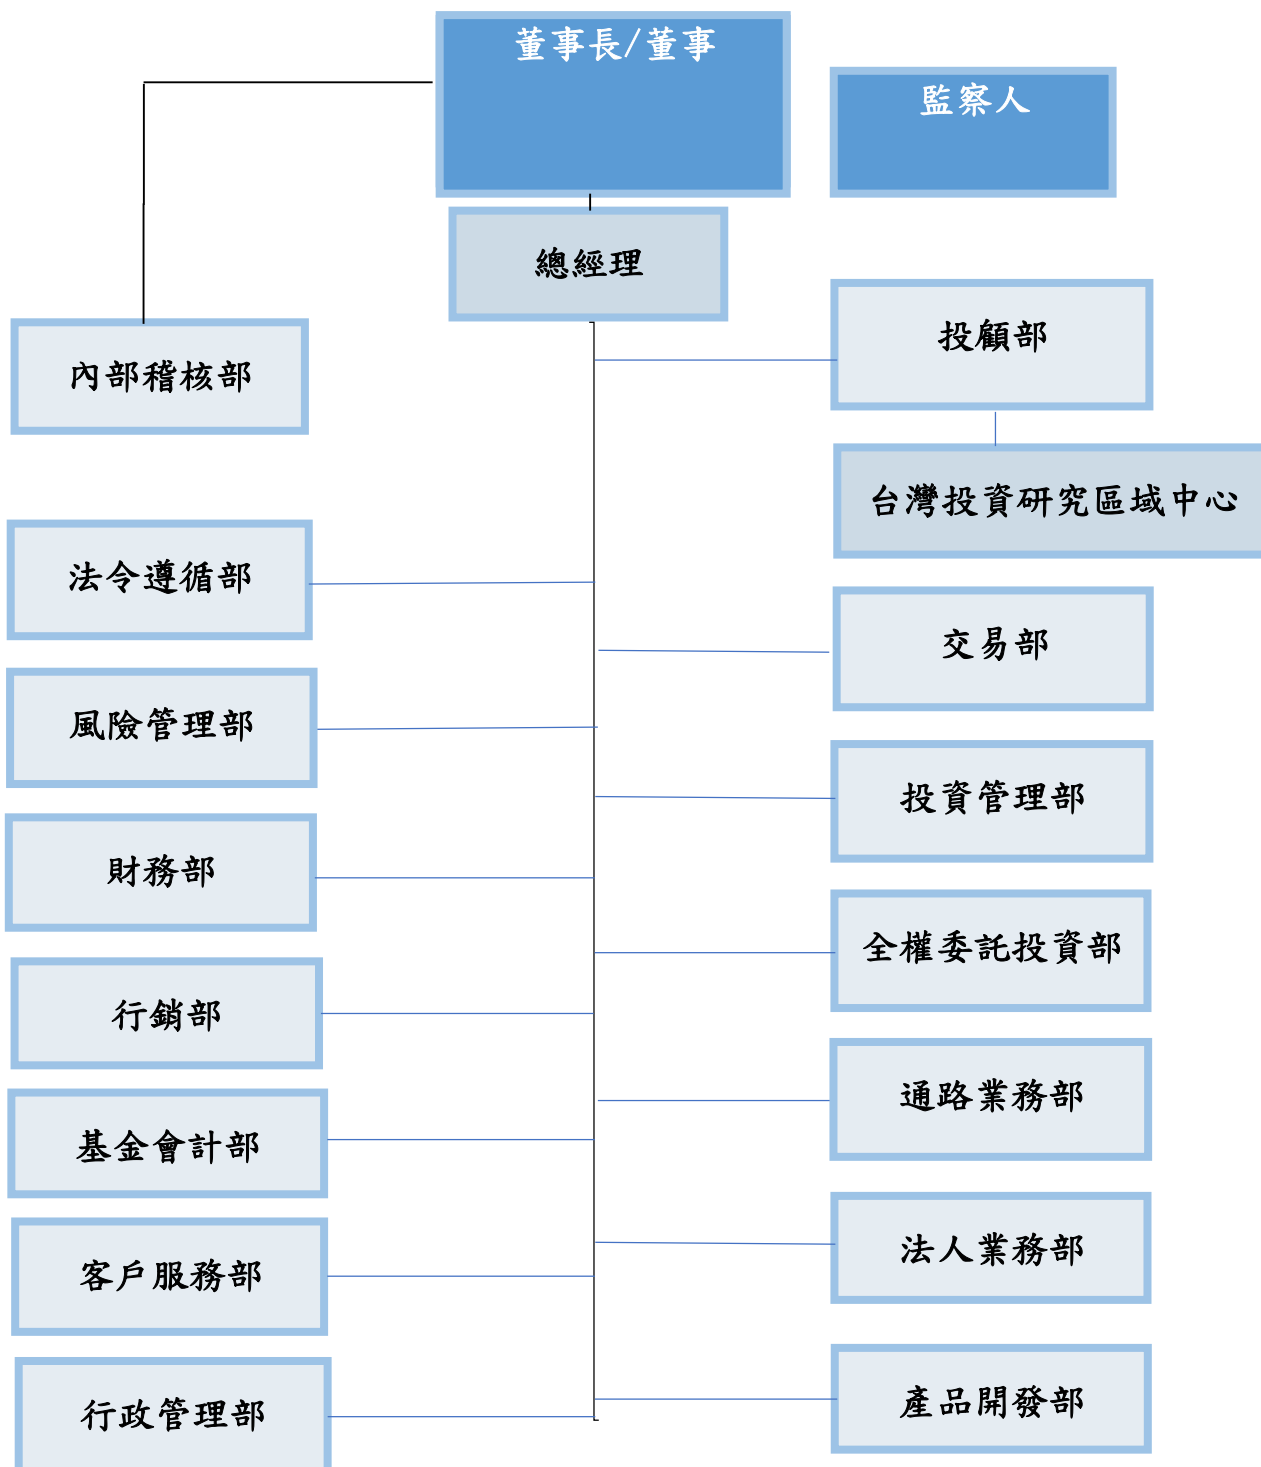 董事長/董事
監察人
總經理
投顧部
內部稽核部
台灣投資研究區域中心
法令遵循部
交易部
風險管理部
投資管理部
財務部
全權委託投資部
行銷部
通路業務部
基金會計部
法人業務部
客戶服務部
產品開發部
行政管理部